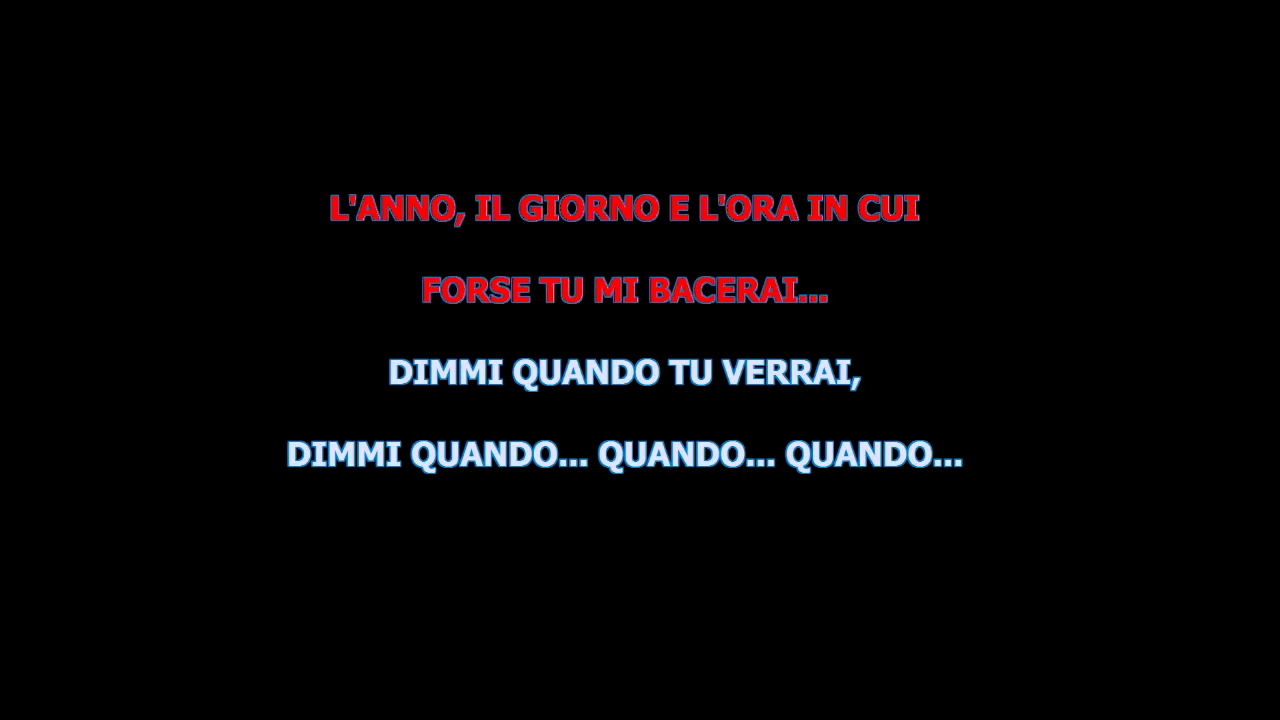 L'ANNO, IL GIORNO E L'ORA IN CUI
FORSE TU MI BACERAI...
DIMMI QUANDO TU VERRAI,
DIMMI QUANDO... QUANDO... QUANDO...